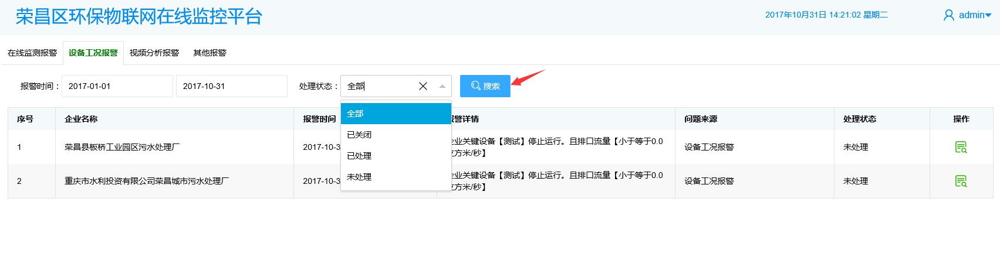 荣昌区环保物联网在线监控平台
2017年10月31日 14:21:02 星期二
admin
在线监测报警 设备工况报警 视频分析报警 其他报警
报警时间： 2017-01-01 2017-10-31 处理状态： 全部 搜索
全部
已关闭
已处理
未处理
序号 企业名称 报警时间 警详情 问题来源 处理状态 操作
1 荣昌县板桥工业园区污水处理厂 2017-10-3 企业关键设备【测试】停止运行。且排口流量【小于等于0.0
立方米/秒】 设备工况报警 未处理
2 重庆市水利投资有限公司荣昌城市污水处理厂 2017-10-3 企业关键设备【测试】停止运行。且排口流量【小于等于0.0
立方米/秒】 设备工况报警 未处理